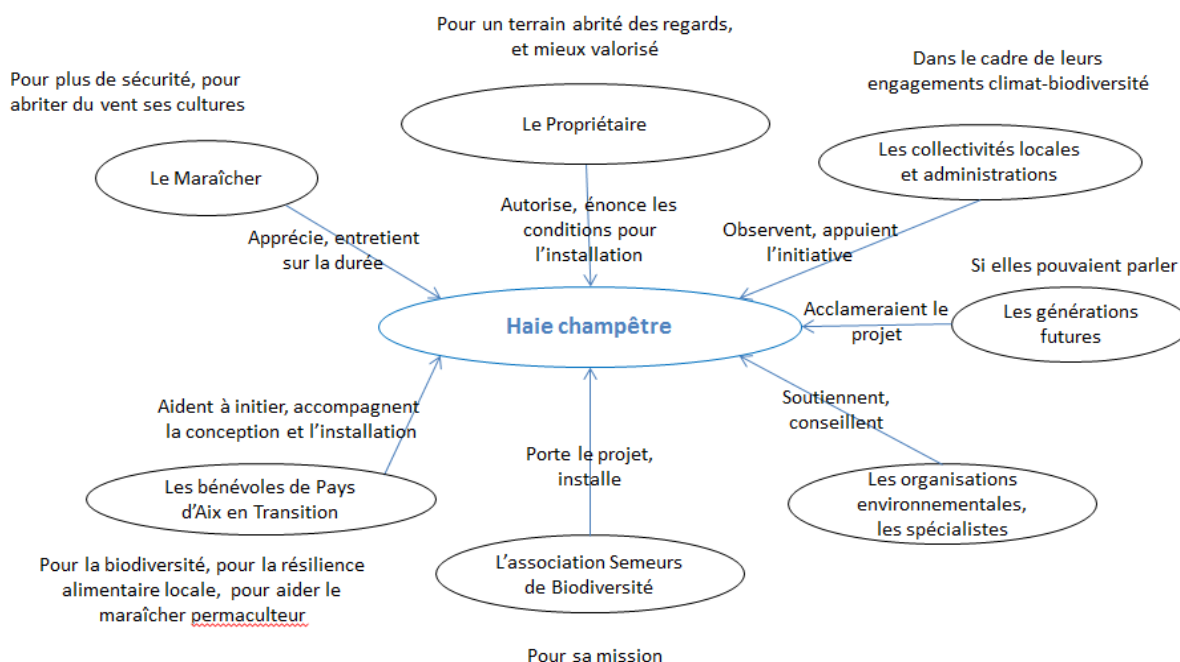 Pour un terrain abrité des regards,
et mieux valorisé
Dans le cadre de leurs
engagements climat-biodiversité
Pour plus de sécurité, pour
abriter du vent ses cultures
Le Propriétaire
Les collectivités locales
et administrations
Le Maraîcher
Autorise, énonce les
conditions pour
l’installation
Apprécie, entretient
sur la durée
Observent, appuient
l’initiative
Si elles pouvaient parler
Acclameraient le
projet
Les générations
futures
Haie champêtre
Soutiennent,
conseillent
Aident à initier, accompagnent
la conception et l’installation
Porte le projet,
installe
Les bénévoles de Pays
d’Aix en Transition
Les organisations
environnementales,
les spécialistes
L’association Semeurs
de Biodiversité
Pour la biodiversité, pour la résilience
alimentaire locale, pour aider le
maraîcher permaculteur
Pour sa mission